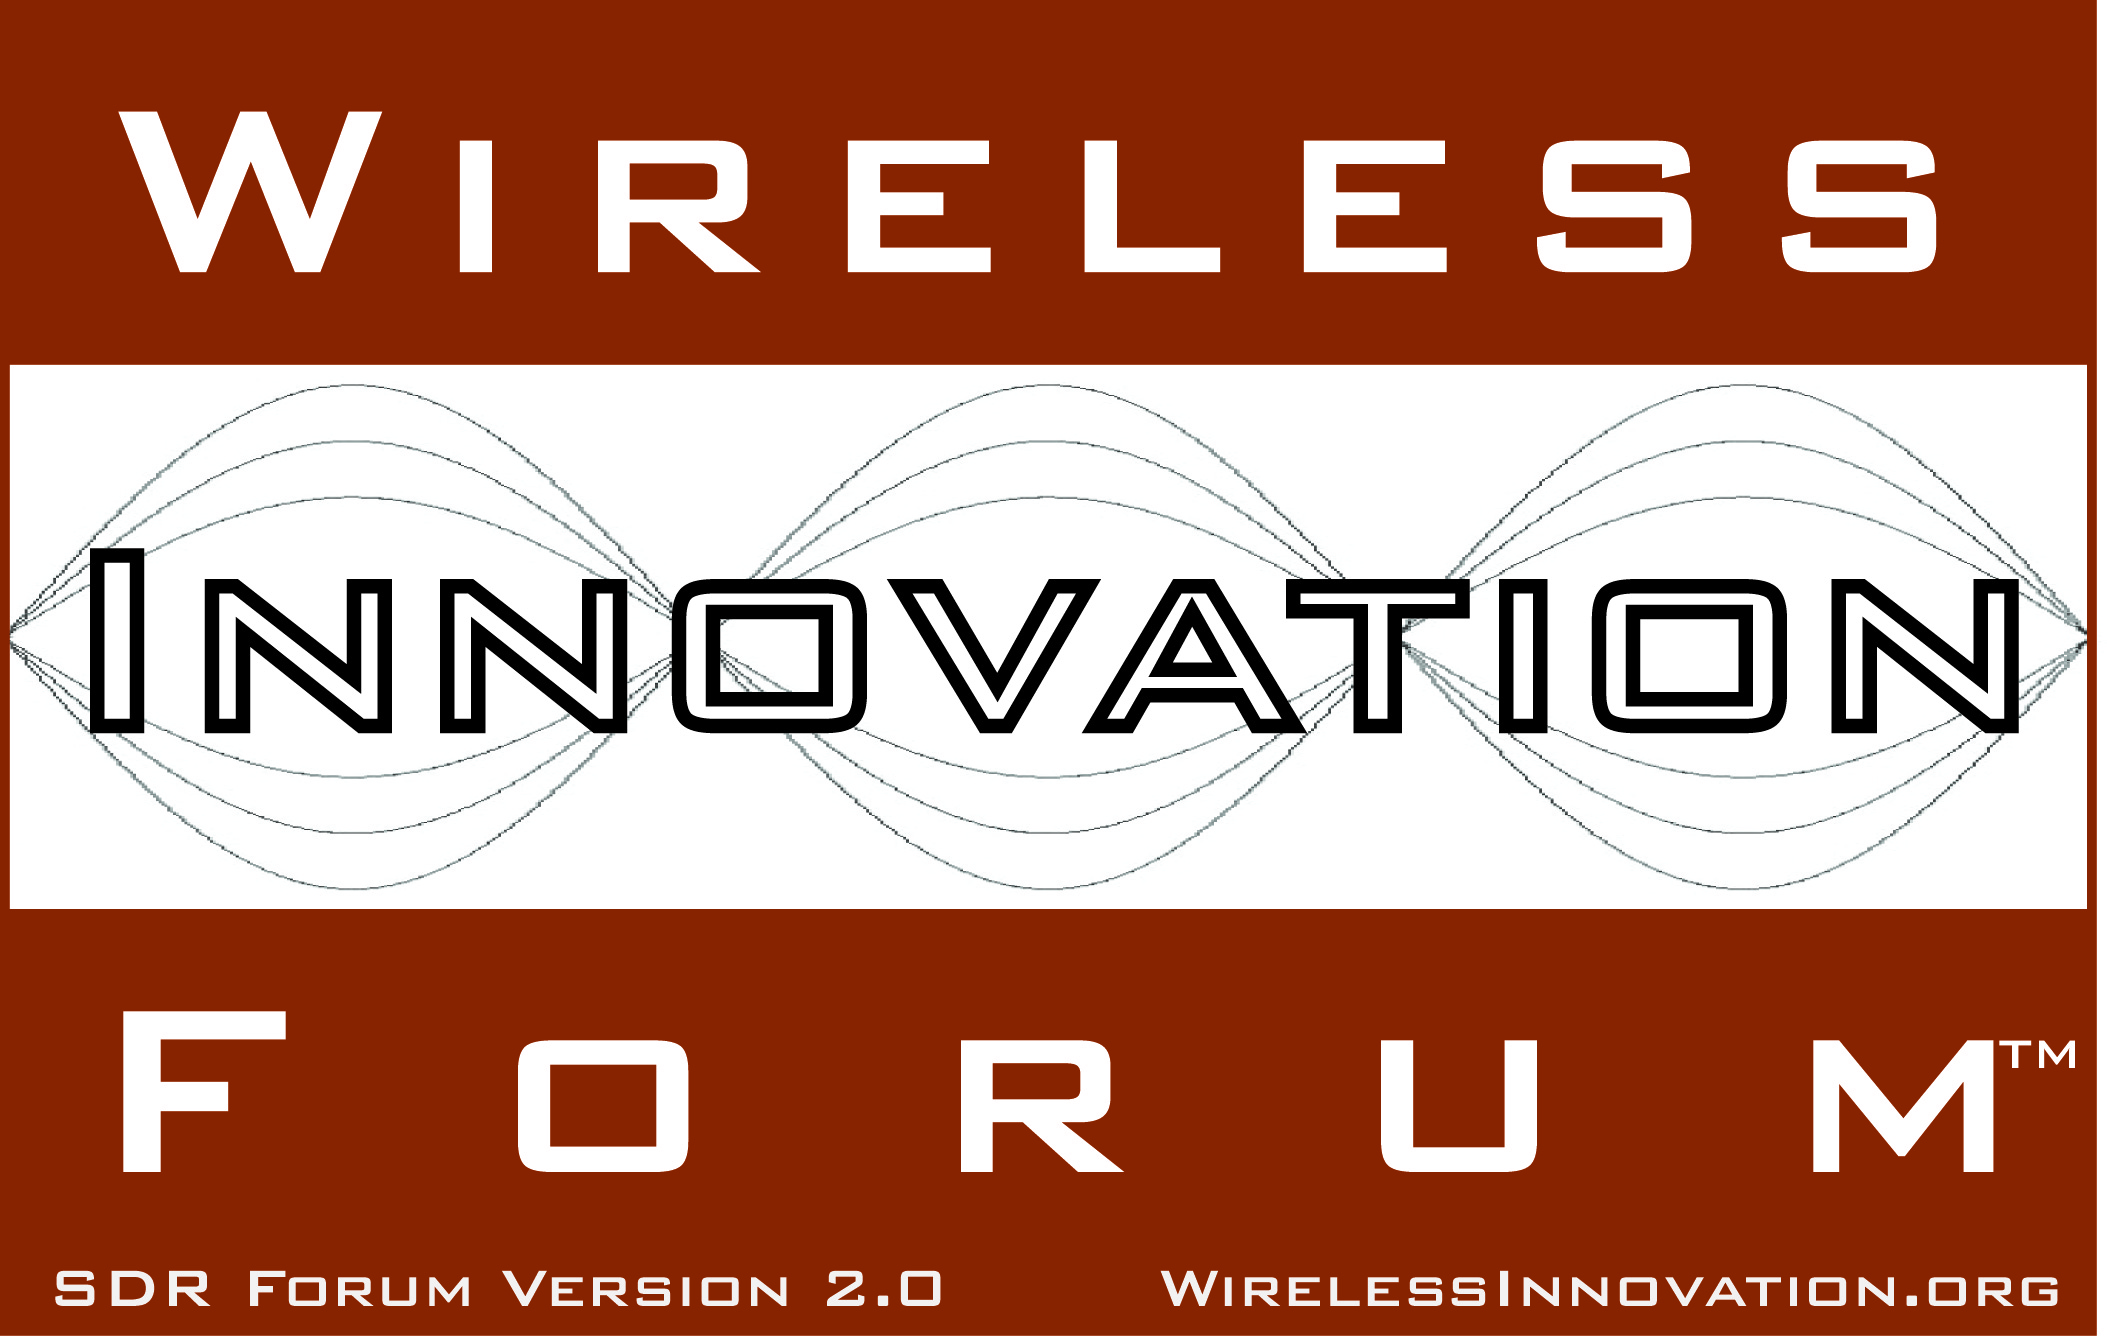 Wireless
Innovation
Forum™
SDR Forum Version 2.0
WirelessInnovation.org